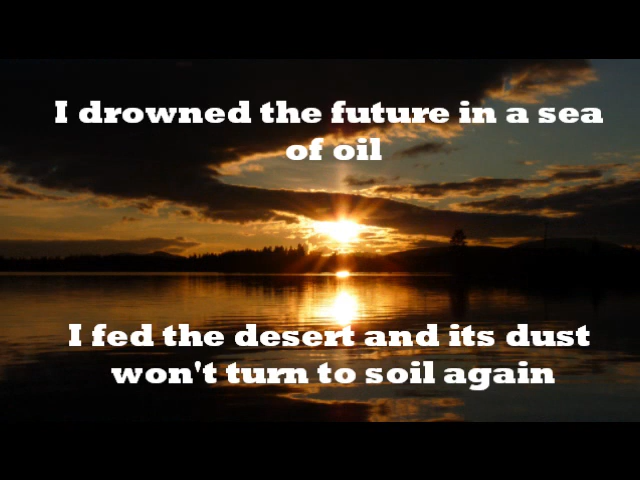 I drowned the future in a sea
of oil
I fed the desert and its dust
won't turn to soil again